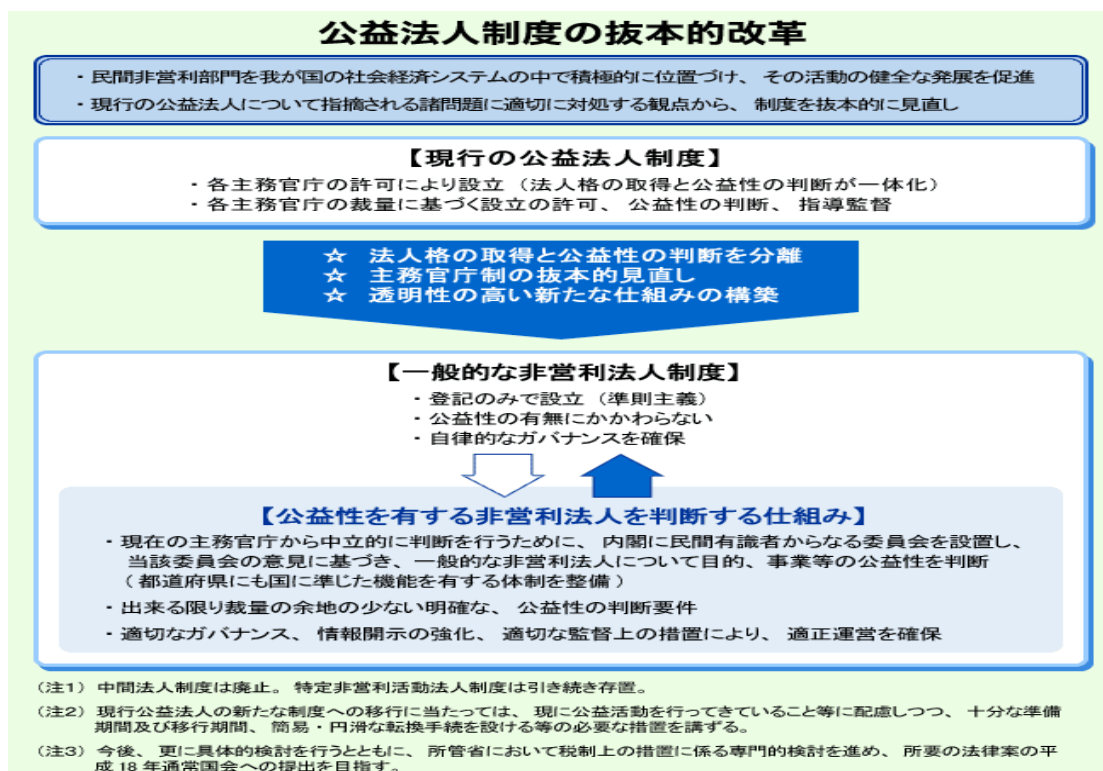 公益法人制度の抜本的改革
・民間非営利部門を我が国の社会経済システムの中で積極的に位置づけ、その活動の健全な発展を促進
・現行の公益法人について指摘される諸問題に適切に対処する観点から、制度を抜本的に見直し
【現行の公益法人制度】
・各主務官庁の許可により設立（法人格の取得と公益性の判断が一体化）
・各主務官庁の裁量に基づく設立の許可、公益性の判断、指導監督
☆ 法人格の取得と公益性の判断を分離
☆ 主務官庁制の抜本的見直し
☆ 透明性の高い新たな仕組みの構築
【一般的な非営利法人制度】
・登記のみで設立（準則主義）
・公益性の有無にかかわらない
・自律的なガバナンスを確保
【公益性を有する非営利法人を判断する仕組み】
・現在の主務官庁から中立的に判断を行うために、内閣に民間有識者からなる委員会を設置し、
当該委員会の意見に基づき、一般的な非営利法人について目的、事業等の公益性を判断
（都道府県にも国に準じた機能を有する体制を整備）
・出来る限り裁量の余地の少ない明確な、公益性の判断要件
・適切なガバナンス、情報開示の強化、適切な監督上の措置により、適正運営を確保
（注1）中間法人制度は廃止。特定非営利活動法人制度は引き続き存置。
（注2）現行公益法人の新たな制度への移行に当たっては、現に公益活動を行ってきていること等に配慮しつつ、十分な準備
期間及び移行期間、簡易・円滑な転換手続を設ける等の必要な措置を講ずる。
（注3）今後、更に具体的検討を行うとともに、所管省において税制上の措置に係る専門的検討を進め、所要の法律案の平
成18年通常国会への提出を目指す。